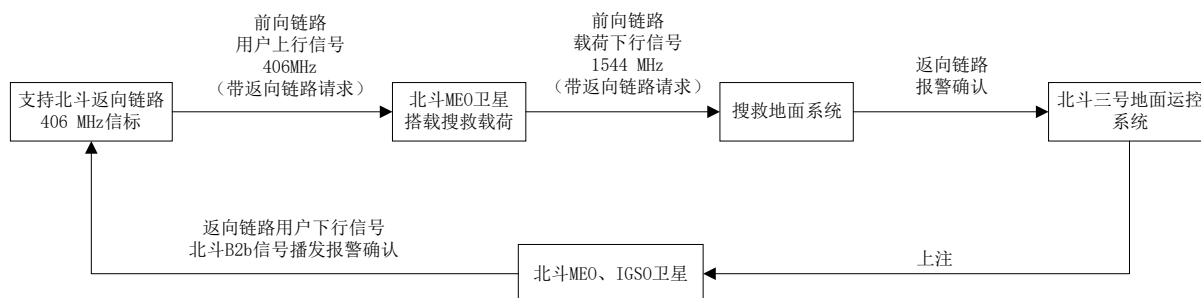 前向链路
用户上行信号
406MHz
（带返向链路请求）
前向链路
载荷下行信号
1544 MHz
（带返向链路请求）
返向链路
报警确认
支持北斗返向链路
406 MHz信标
北斗MEO卫星
搭载搜救载荷
搜救地面系统
北斗三号地面运控
系统
返向链路用户下行信号
北斗B2b信号播发报警确认
北斗MEO、IGSO卫星
上注